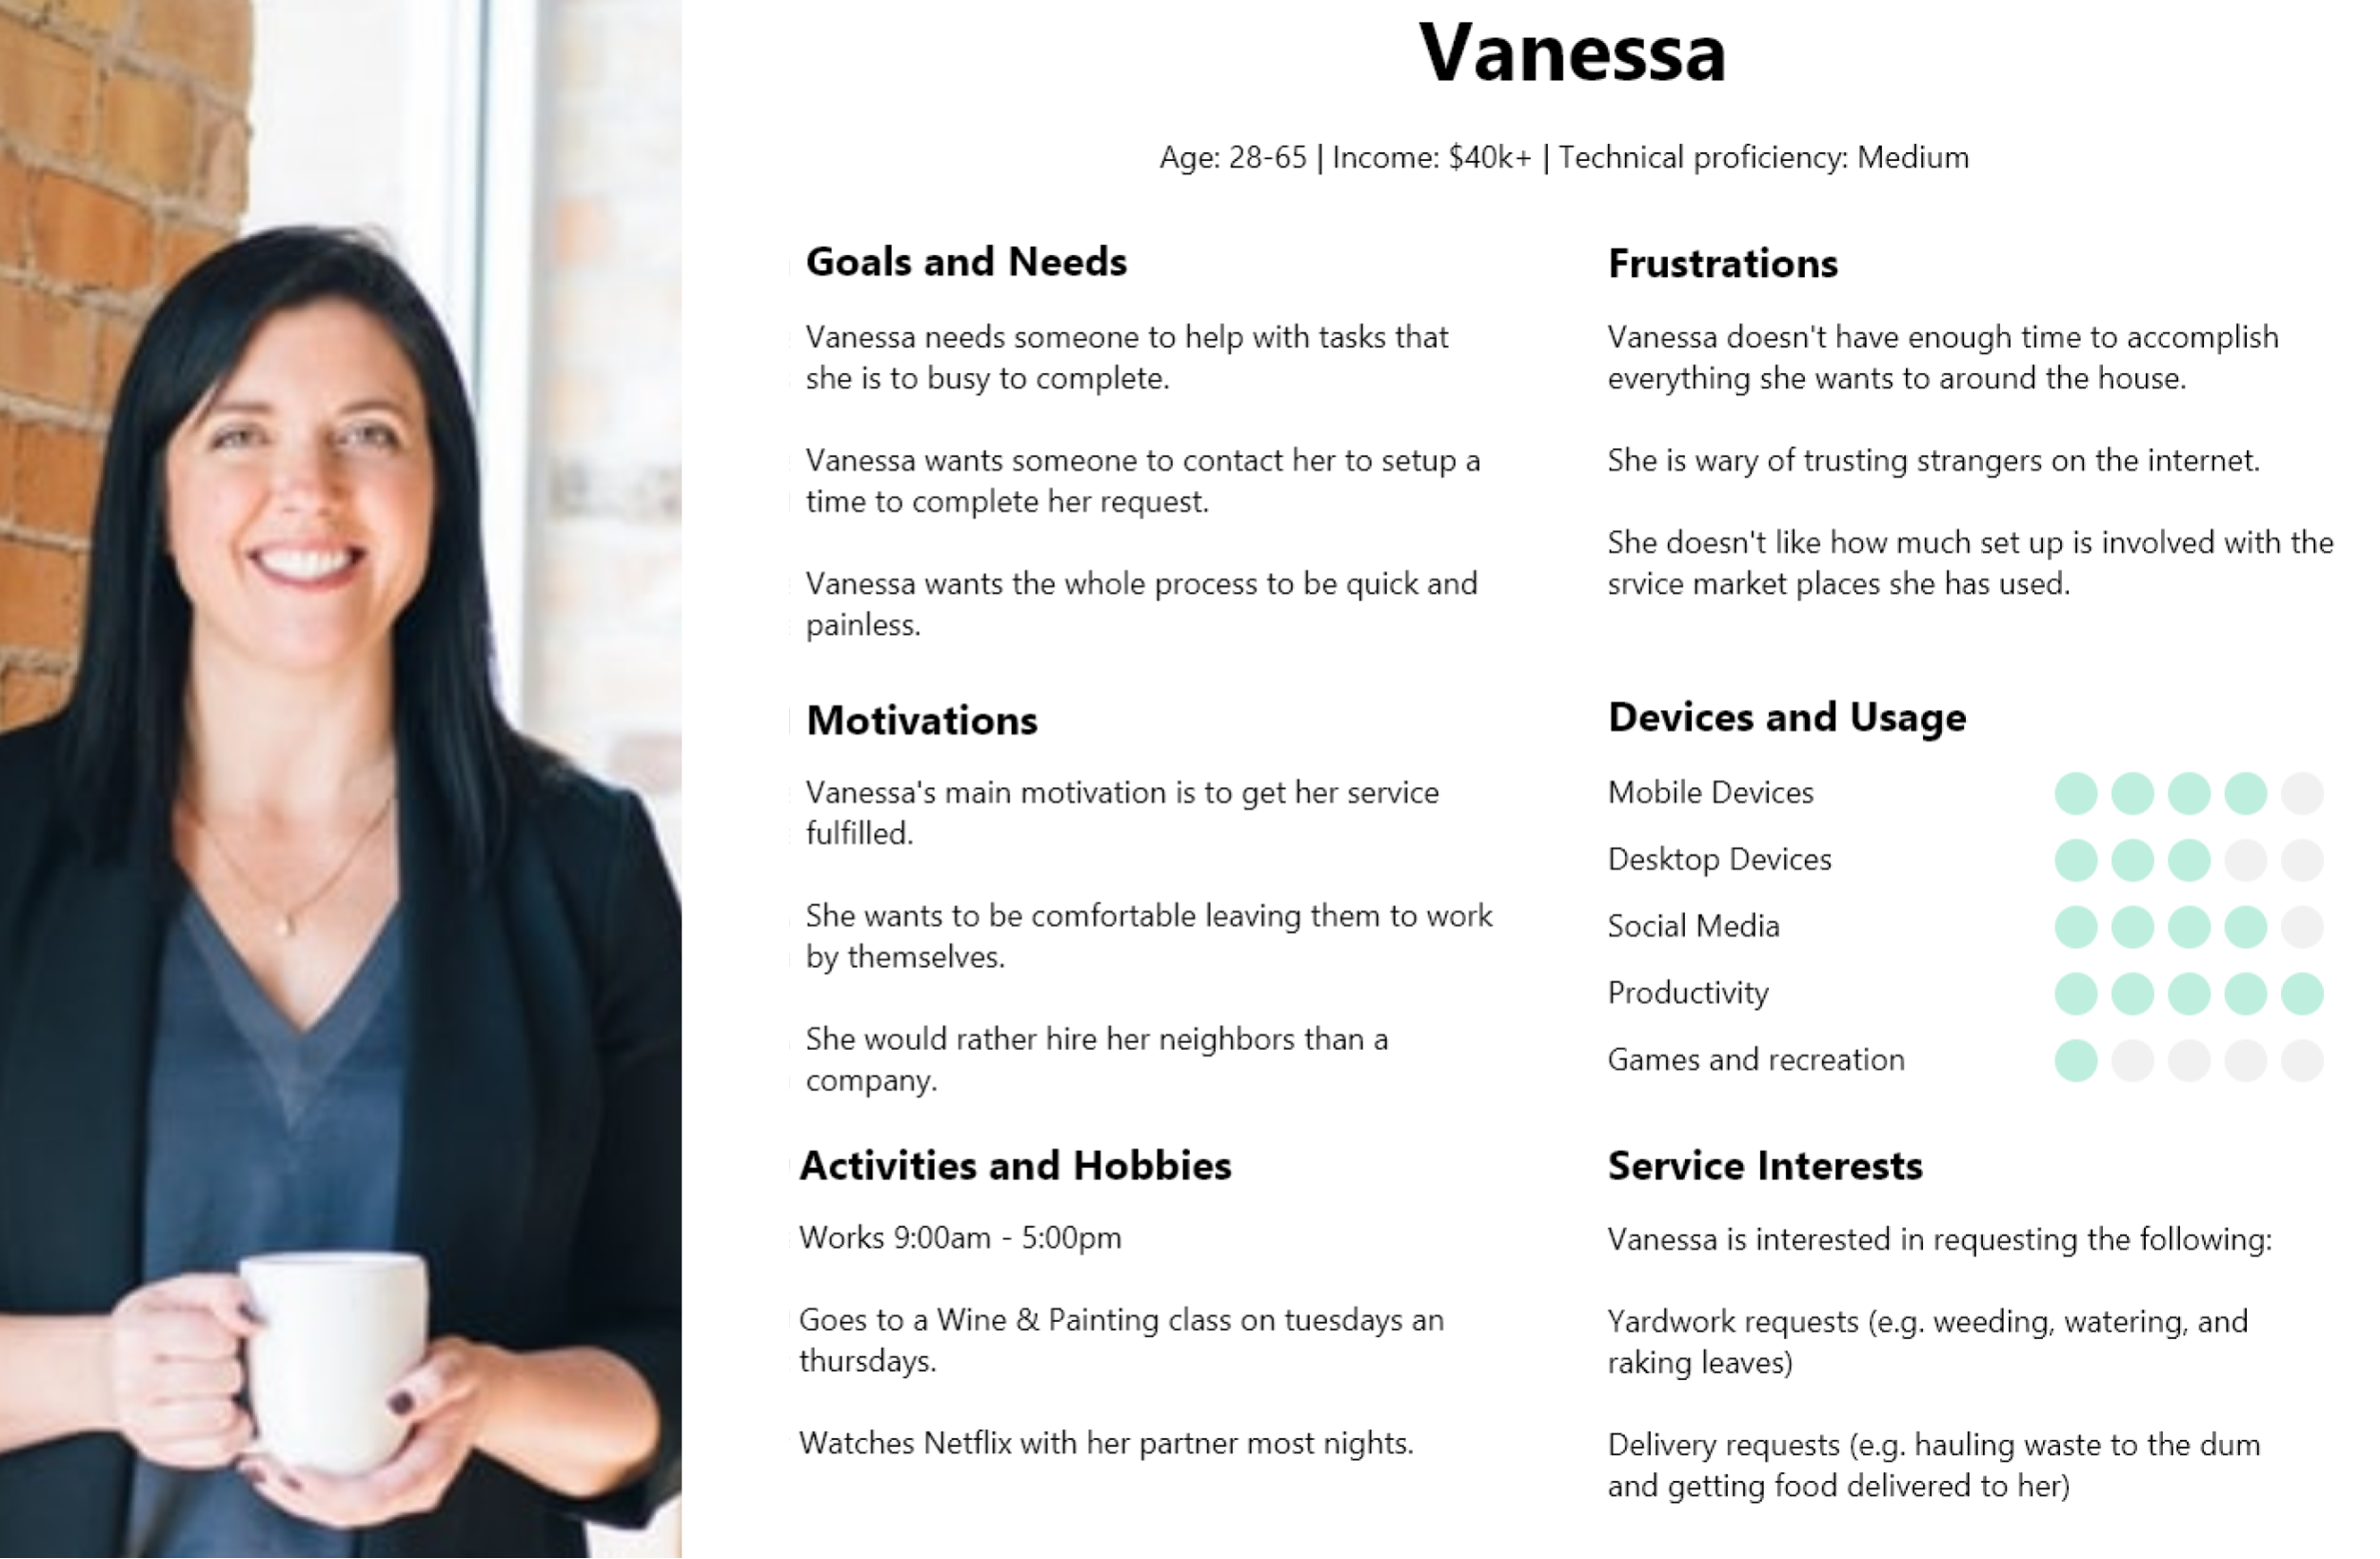 Vanessa
Age: 28-65 | Income: $40k+ | Technical proficiency: Medium
Goals and Needs
Vanessa needs someone to help with tasks that
she is to busy to complete.
Vanessa wants someone to contact her to setup a
time to complete her request.
Vanessa wants the whole process to be quick and
painless.
Frustrations
Vanessa doesn't have enough time to accomplish
everything she wants to around the house.
She is wary of trusting strangers on the internet.
She doesn't like how much set up is involved with the
srvice market places she has used.
Motivations
Vanessa's main motivation is to get her service
fulfilled.
She wants to be comfortable leaving them to work
by themselves.
She would rather hire her neighbors than a
company.
Devices and Usage
Mobile Devices
Desktop Devices
Social Media
Productivity
Games and recreation
Activities and Hobbies
Works 9:00am - 5:00pm
Goes to a Wine & Painting class on tuesdays an
thursdays.
Watches Netflix with her partner most nights.
Service Interests
Vanessa is interested in requesting the following:
Yardwork requests (e.g. weeding, watering, and
raking leaves)
Delivery requests (e.g. hauling waste to the dum
and getting food delivered to her)